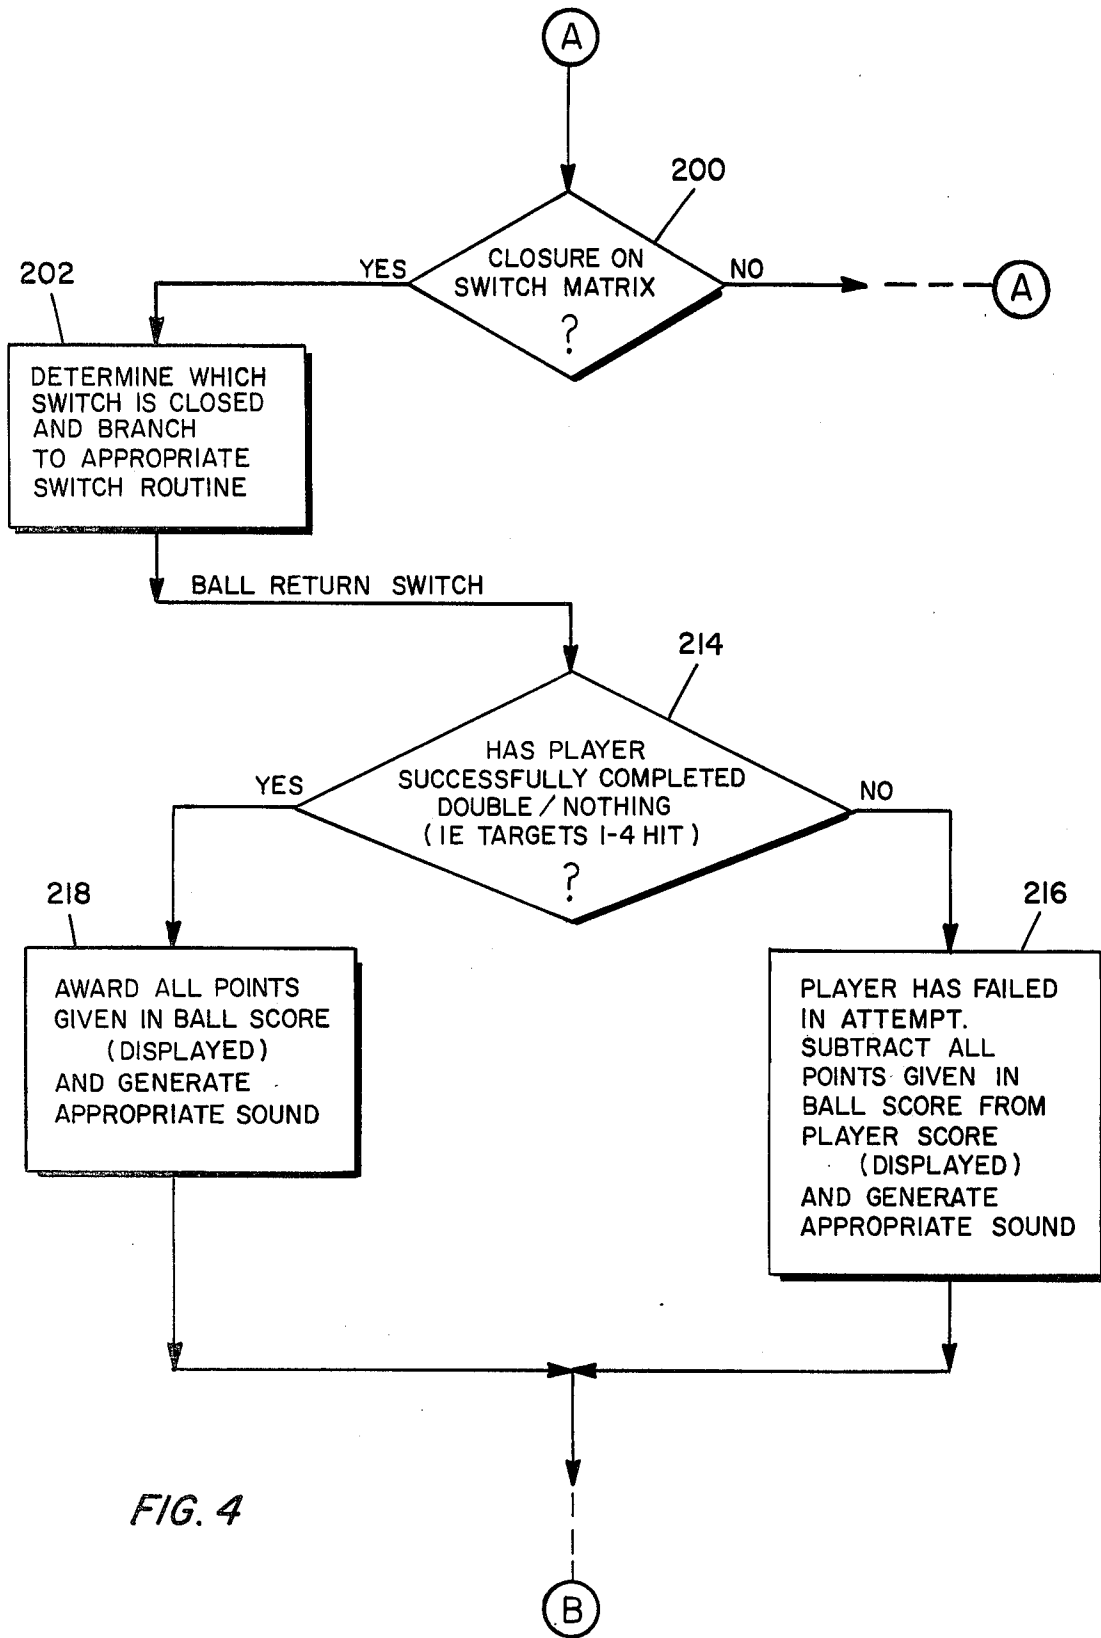 A
200
CLOSURE ON
SWITCH MATRIX
?
YES
NO
A
202
DETERMINE WHICH
SWITCH IS CLOSED
AND BRANCH
TO APPROPRIATE
SWITCH ROUTINE
BALL RETURN SWITCH
214
HAS PLAYER
SUCCESSFULLY COMPLETED
DOUBLE / NOTHING
(IE TARGETS 1-4 HIT)
?
YES
NO
218
AWARD ALL POINTS
GIVEN IN BALL SCORE
(DISPLAYED)
AND GENERATE
APPROPRIATE SOUND
216
PLAYER HAS FAILED
IN ATTEMPT.
SUBTRACT ALL
POINTS GIVEN IN
BALL SCORE FROM
PLAYER SCORE
(DISPLAYED)
AND GENERATE
APPROPRIATE SOUND
FIG. 4
B